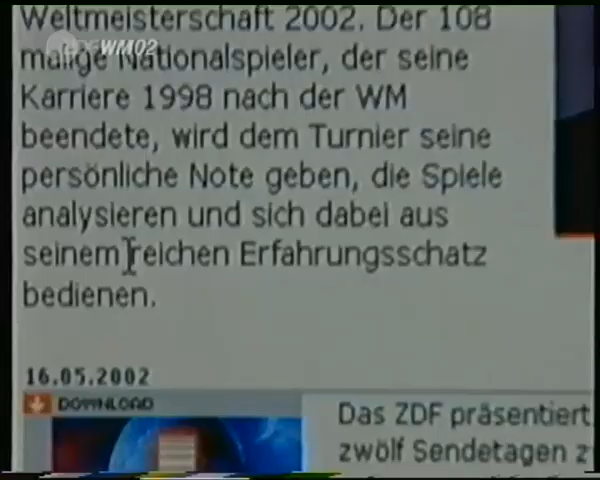 Weltmeisterschaft 2002. Der 108
malige Nationalspieler, der seine
ZDF WM02
Karriere 1998 nach der WM
beendete, wird dem Turnier seine
persönliche Note geben, die Spiele
analysieren und sich dabei aus
seinem reichen Erfahrungsschatz
bedienen.
16.05.2002
DOWNLOAD
Das ZDF präsentiert
zwölf Sendetagen z